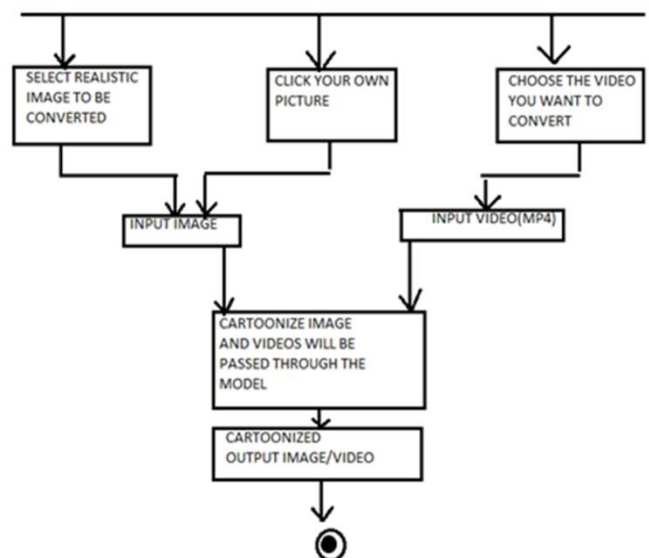 SELECT REALISTIC
IMAGE TO BE
CONVERTED
CLICK YOUR OWN
PICTURE
CHOOSE THE VIDEO
YOU WANT TO
CONVERT
INPUT IMAGE
INPUT VIDEO(MP4)
CARTOONIZE IMAGE
AND VIDEOS WILL BE
PASSED THROUGH THE
MODEL
CARTOONIZED
OUTPUT IMAGE/VIDEO